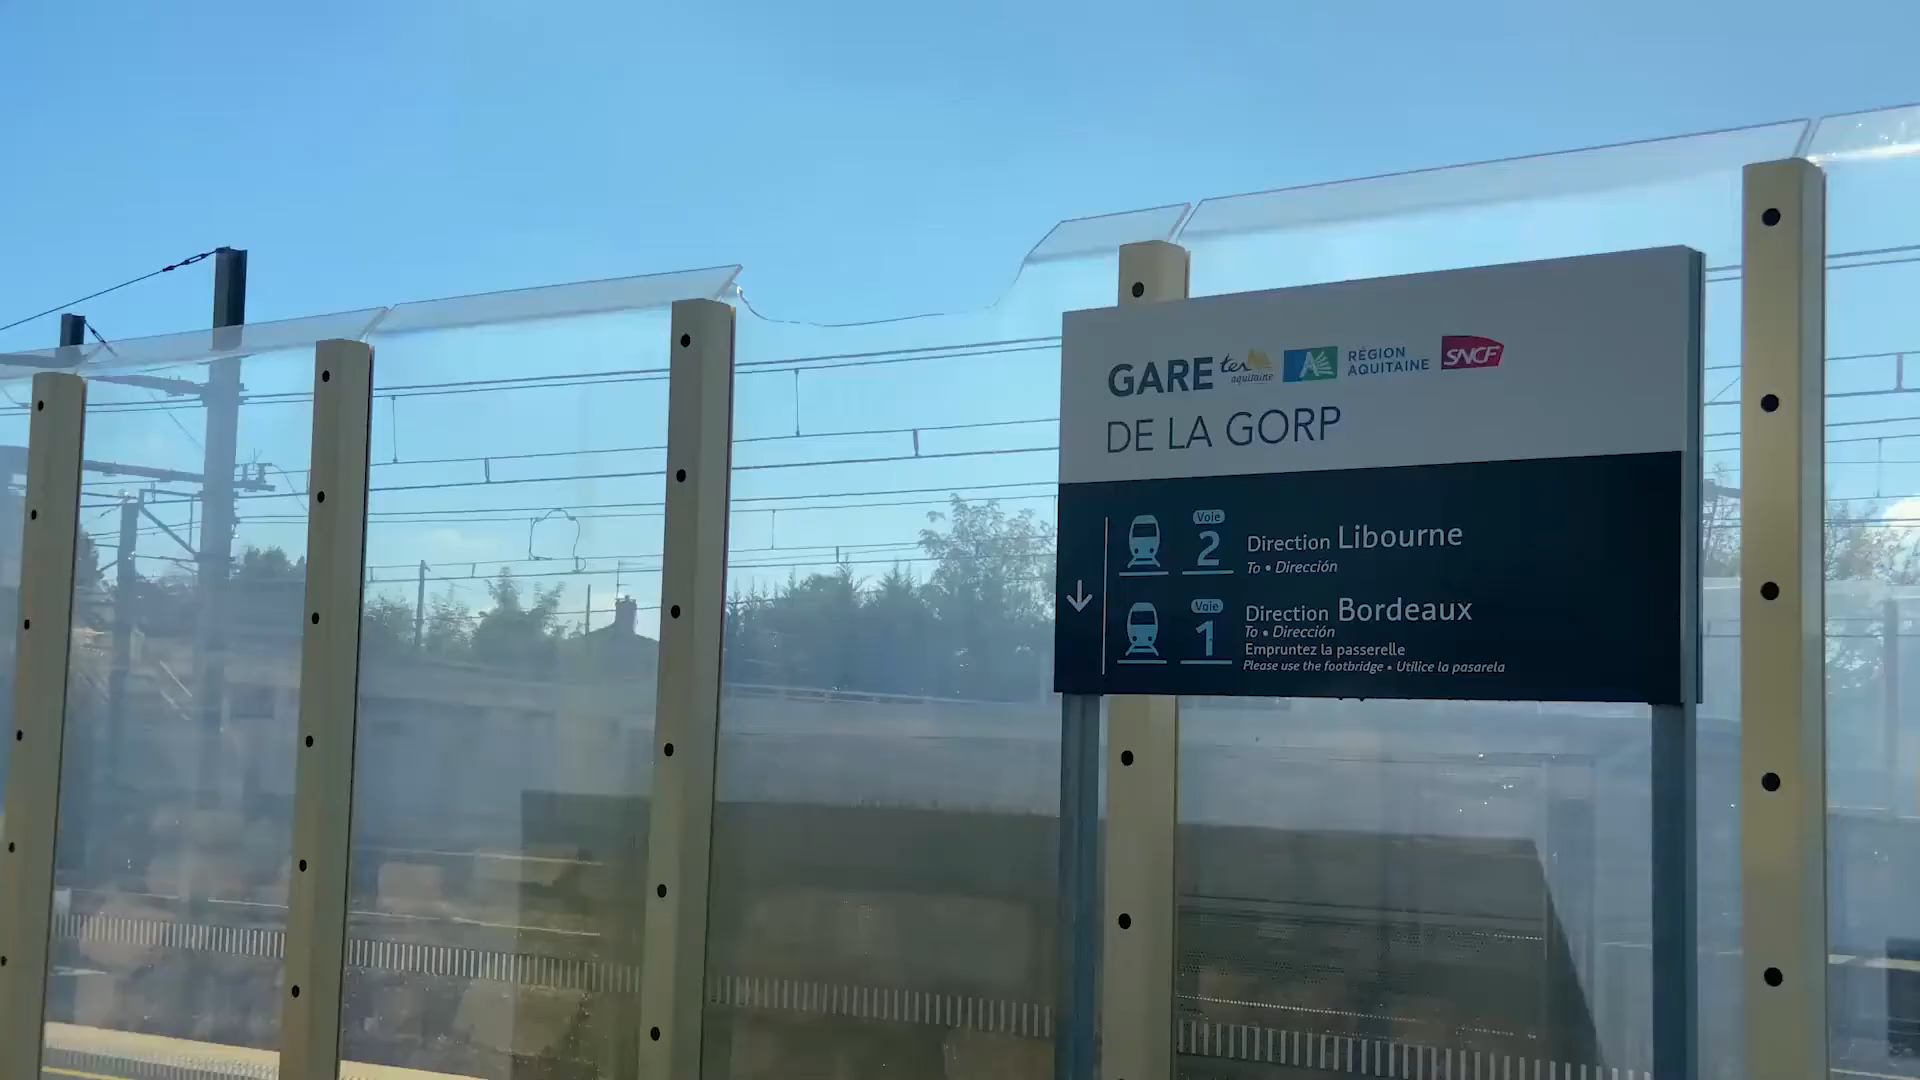 GARE ter aquitaine A RÉGION AQUITAINE SNCF
DE LA GORP
Voie
2 Direction Libourne
To • Dirección
Voie
1 Direction Bordeaux
To • Dirección
Empruntez la passerelle
Please use the footbridge • Utilice la pasarela